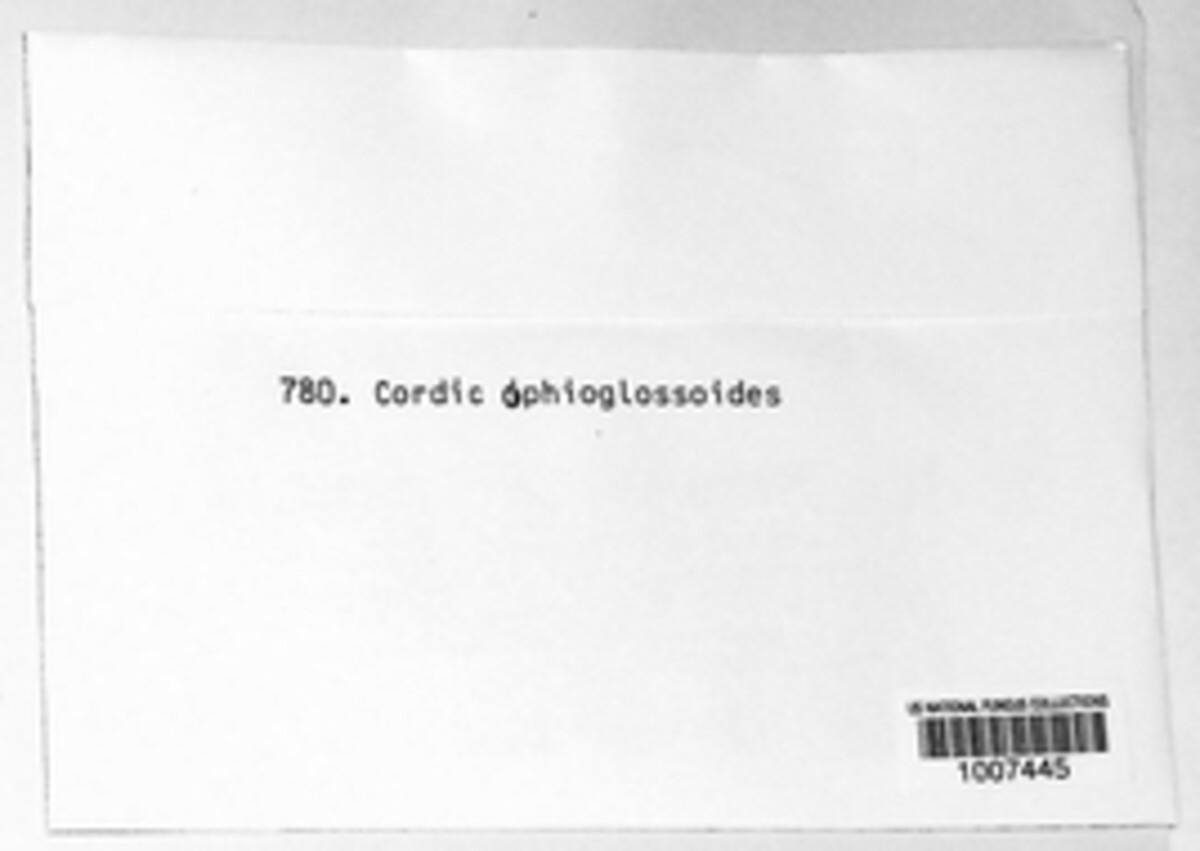 780. Cordic ophioglossoides
US NATIONAL FUNGUS COLLECTIONS
1007445